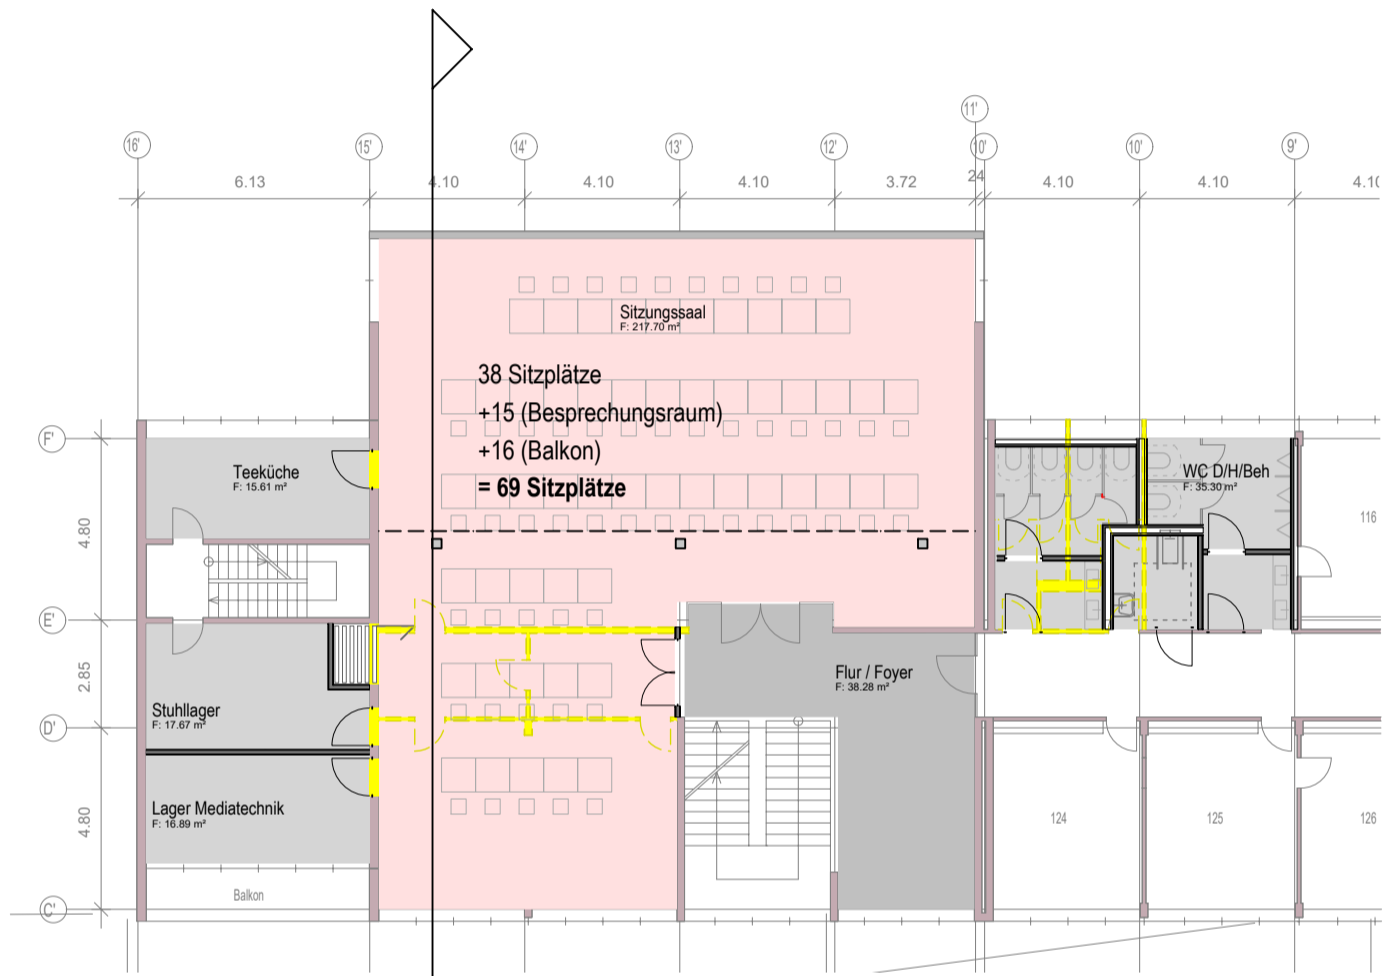 11'
16'
15'
14'
13'
12'
10'
10'
9'
6.13
4.10
4.10
4.10
3.72
24
4.10
4.10
4.10
Sitzungssaal
F: 217.70 m²
38 Sitzplätze
+15 (Besprechungsraum)
+16 (Balkon)
= 69 Sitzplätze
F'
Teeküche
F: 15.61 m²
WC D/H/Beh
F: 35.30 m²
116
4.80
E'
2.85
Flur / Foyer
F: 38.28 m²
Stuhllager
F: 17.67 m²
D'
4.80
Lager Mediatechnik
F: 16.89 m²
124
125
126
Balkon
C'